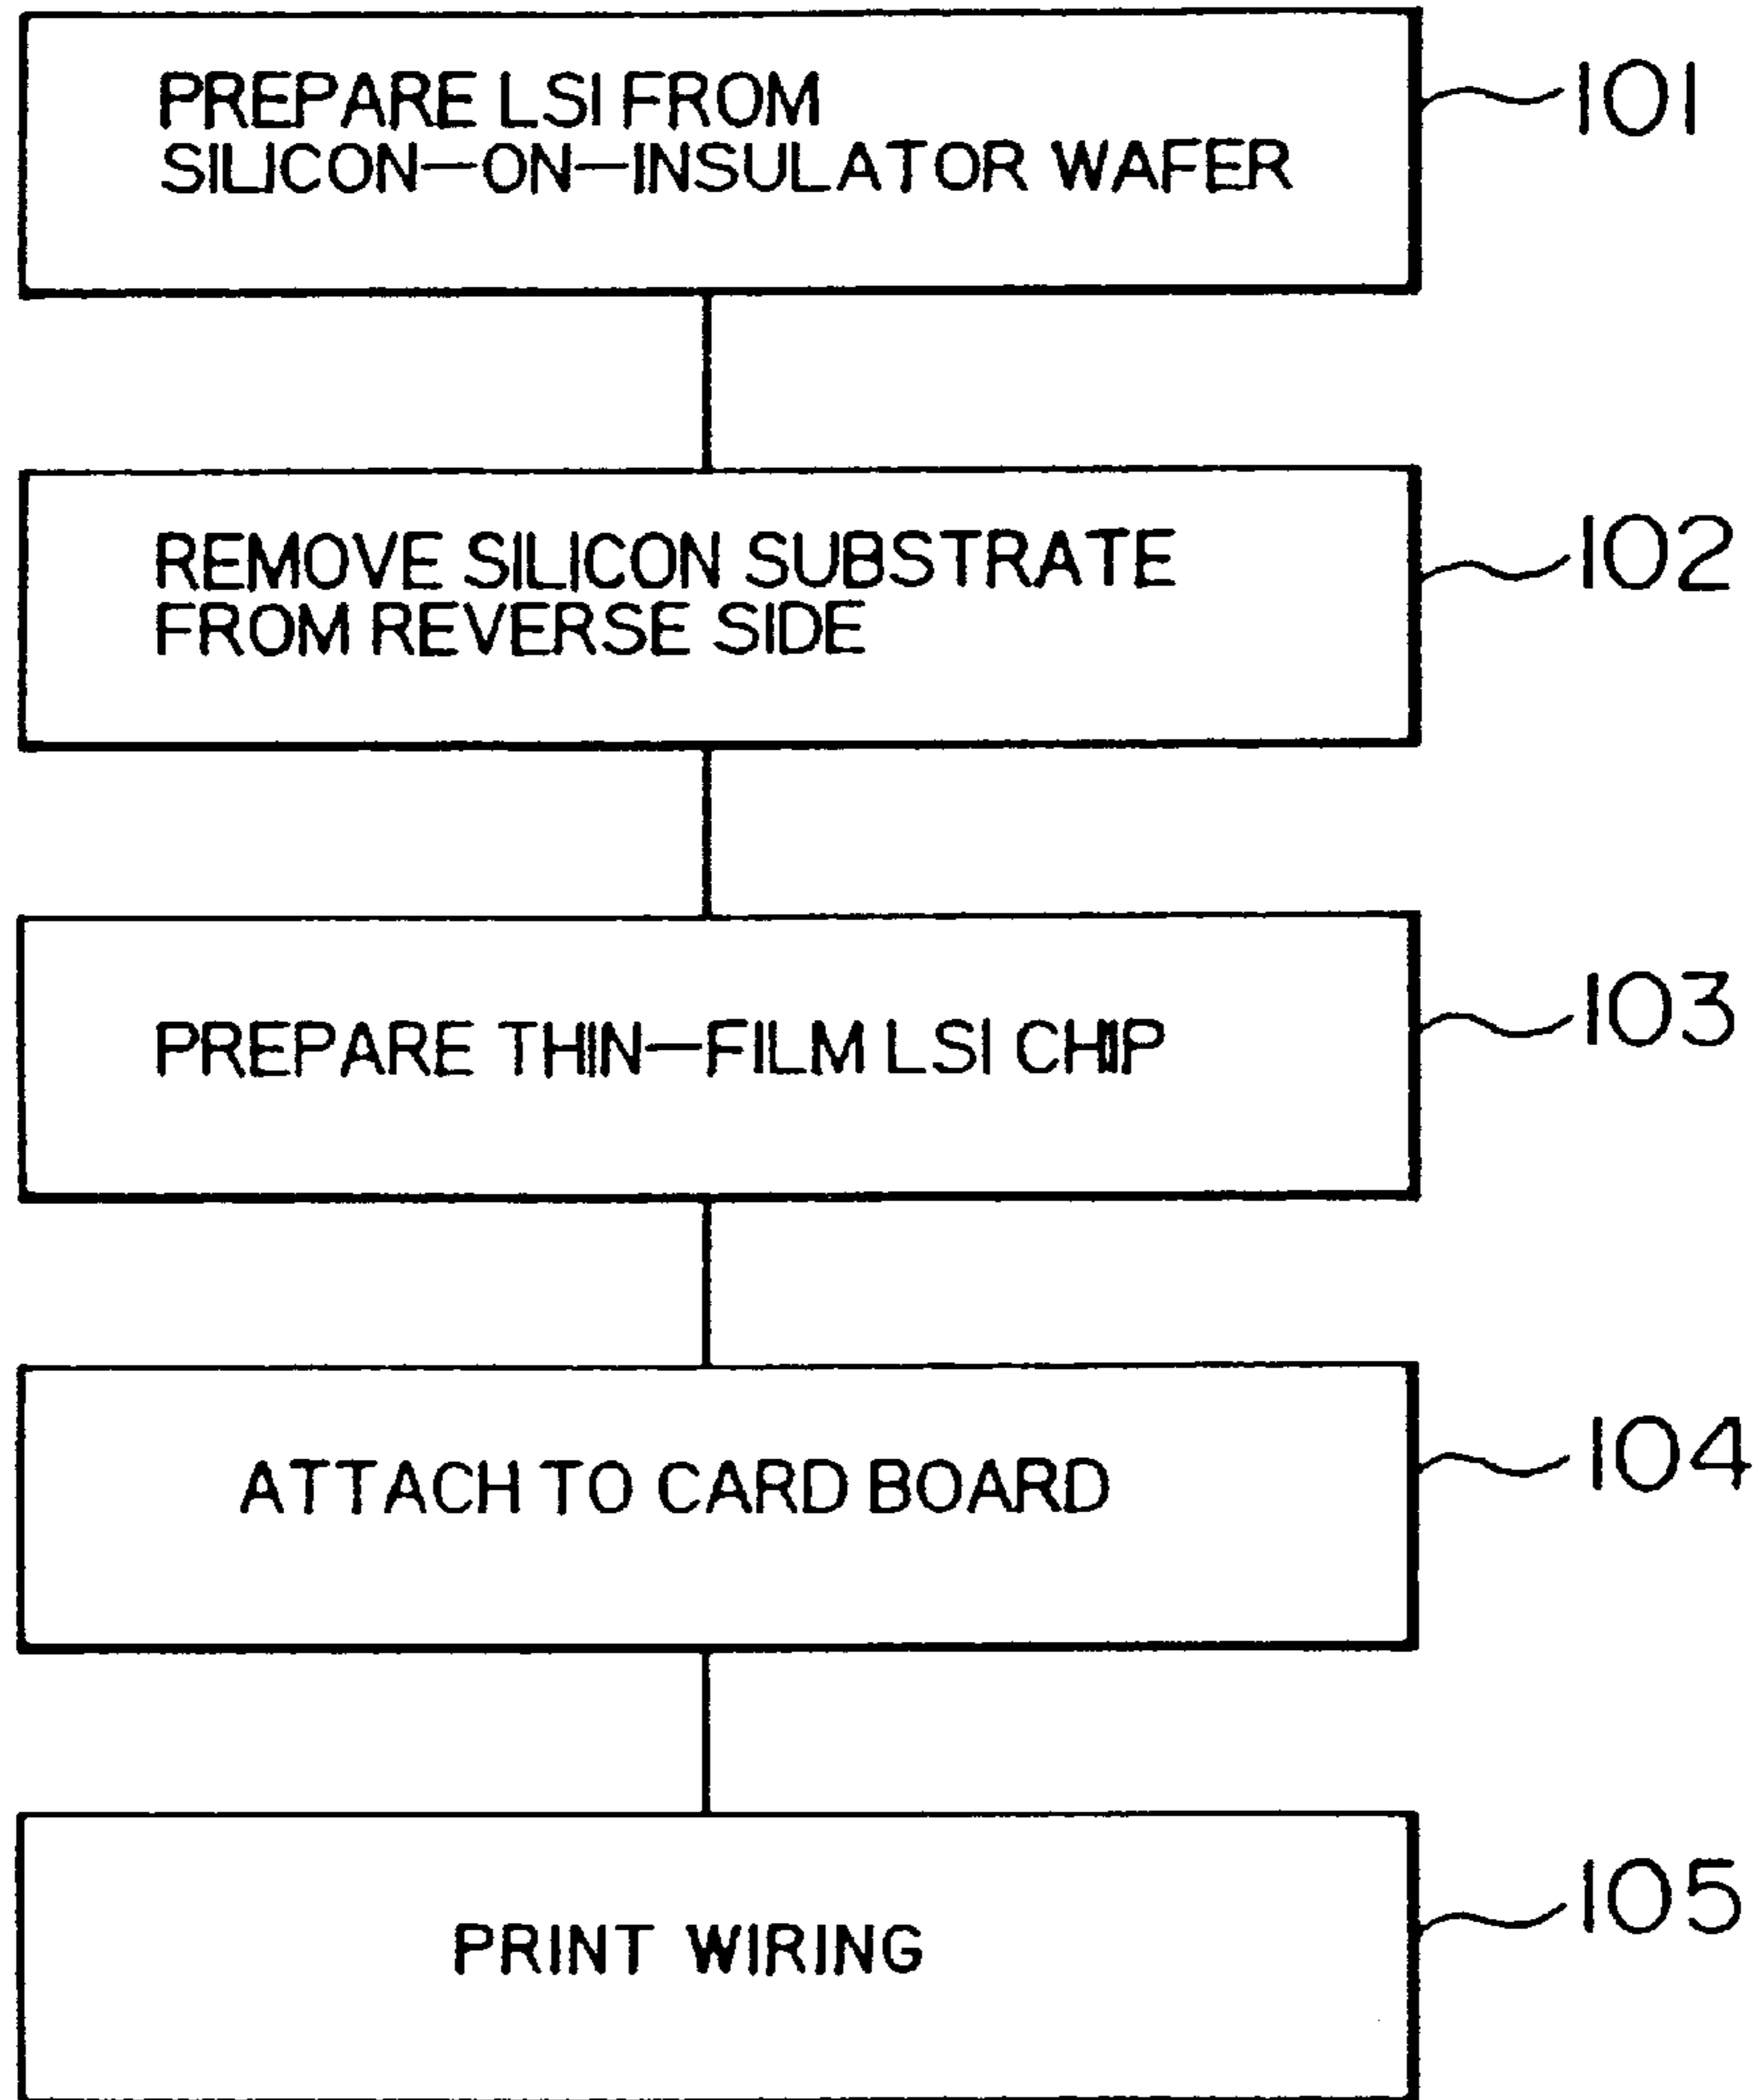 PREPARE LSI FROM
SILICON-ON-INSULATOR WAFER
101
REMOVE SILICON SUBSTRATE
FROM REVERSE SIDE
102
PREPARE THIN-FILM LSI CHIP
103
ATTACH TO CARD BOARD
104
PRINT WIRING
105